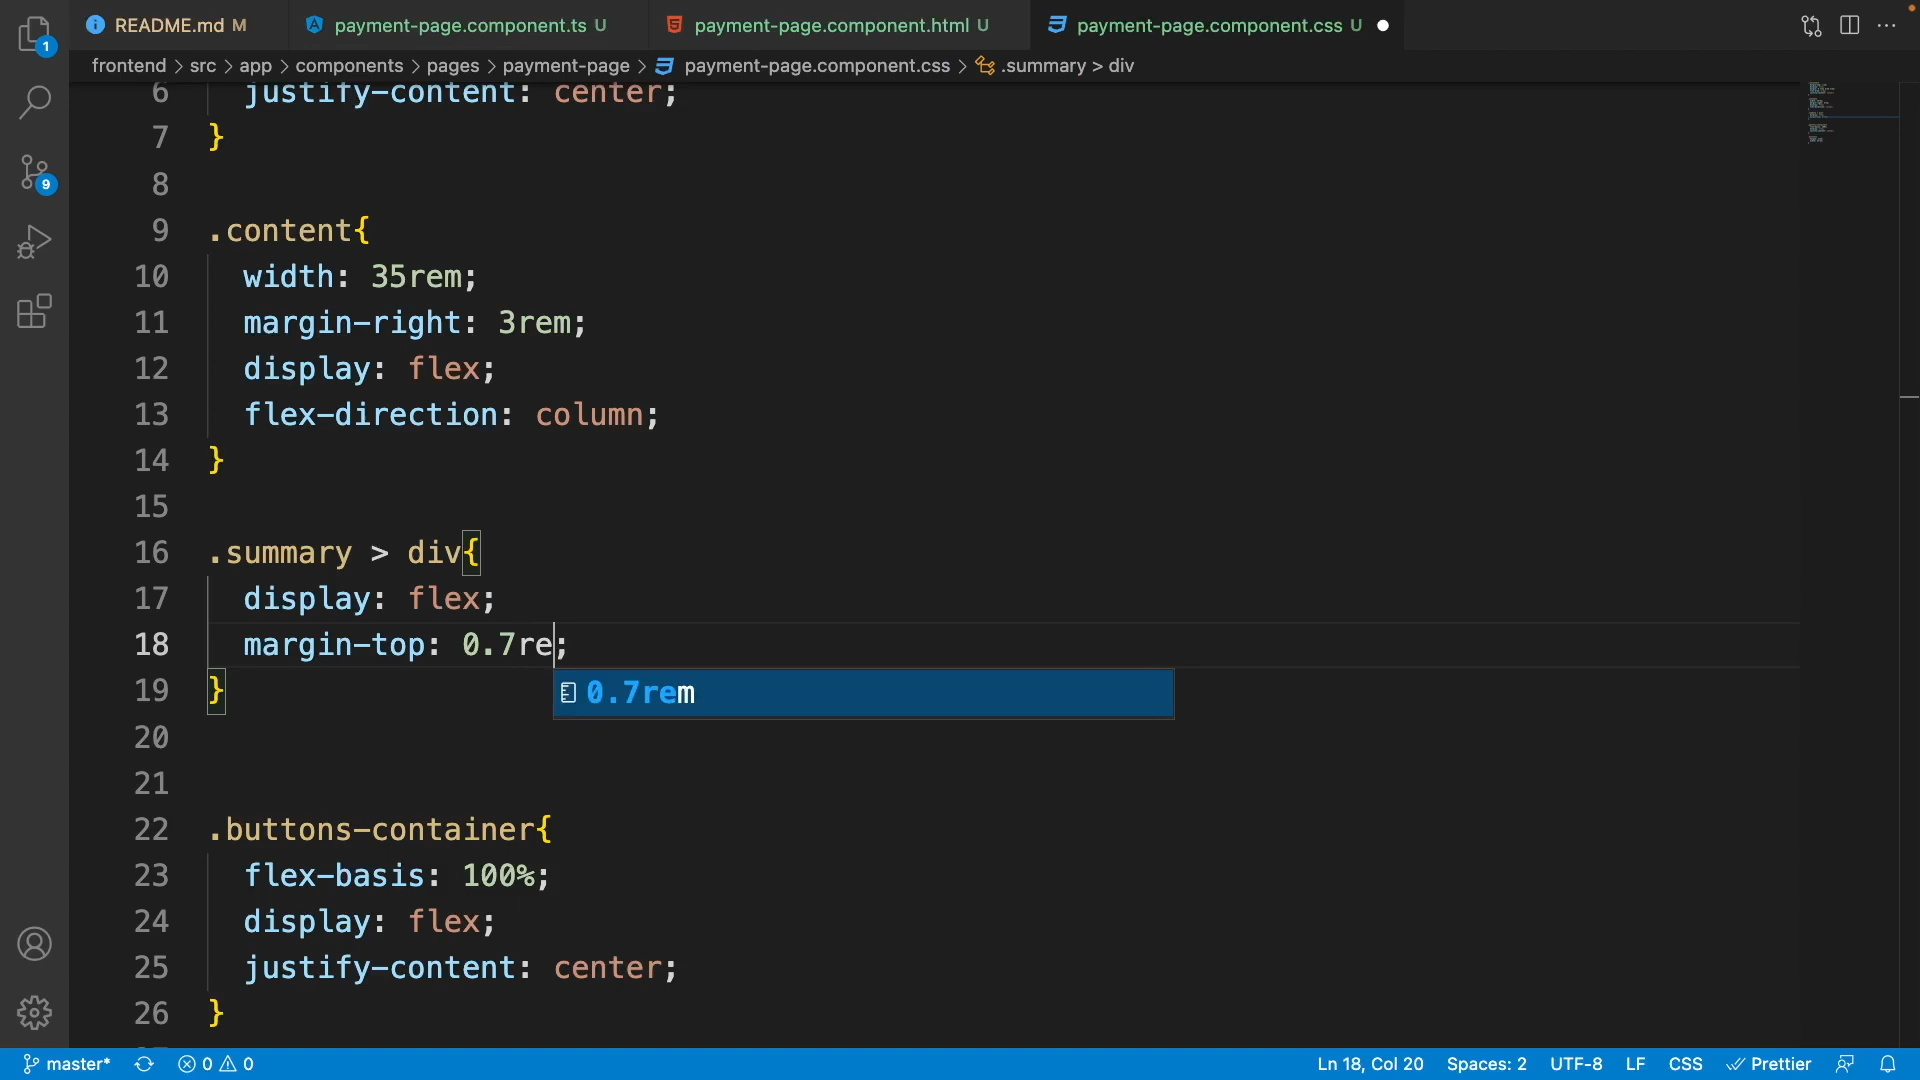 README.md M
payment-page.component.ts U
payment-page.component.html U
payment-page.component.css U
frontend > src > app > components > pages > payment-page > payment-page.component.css > .summary > div
1
9
6 justify-content: center;
7 }
8
9 .content{
10 width: 35rem;
11 margin-right: 3rem;
12 display: flex;
13 flex-direction: column;
14 }
15
16 .summary > div{
17 display: flex;
18 margin-top: 0.7re;
19 }
0.7rem
20
21
22 .buttons-container{
23 flex-basis: 100%;
24 display: flex;
25 justify-content: center;
26 }
master* 0 0 Ln 18, Col 20 Spaces: 2 UTF-8 LF CSS Prettier